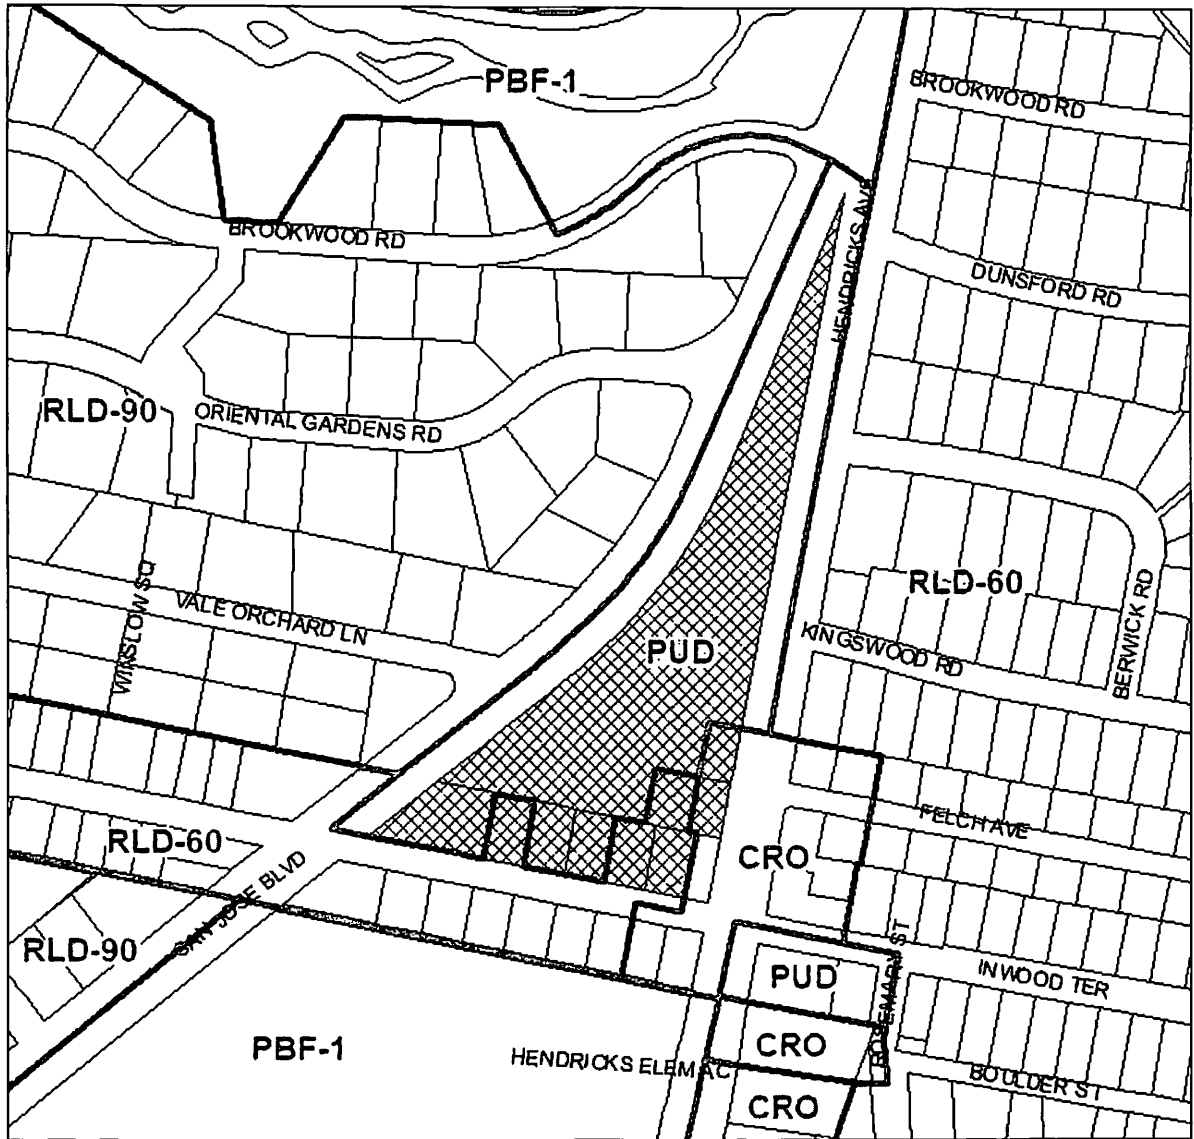 PBF-1
BROOKWOOD RD
BROOKWOOD RD
HENDRICKS AVE
DUNSFORD RD
RLD-90
ORIENTAL GARDENS RD
WINSLOW SQ
VALE ORCHARD LN
RLD-60
PUD
KINGSWOOD RD
BERWICK RD
FELCH AVE
RLD-60
CRO
SAN JOSE BLVD
RLD-90
ROSEMARY ST
PUD
INWOOD TER
PBF-1
HENDRICKS ELEM AC
CRO
BOULDER ST
CRO